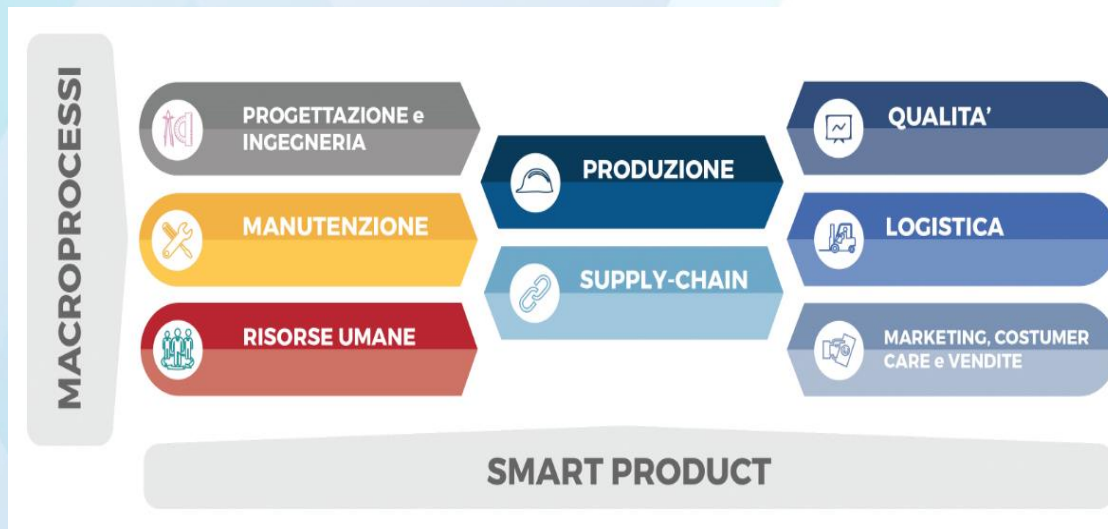 MACROPROCESSI
PROGETTAZIONE e
INGEGNERIA
MANUTENZIONE
RISORSE UMANE
PRODUZIONE
SUPPLY-CHAIN
QUALITA'
LOGISTICA
MARKETING, COSTUMER
CARE e VENDITE
SMART PRODUCT